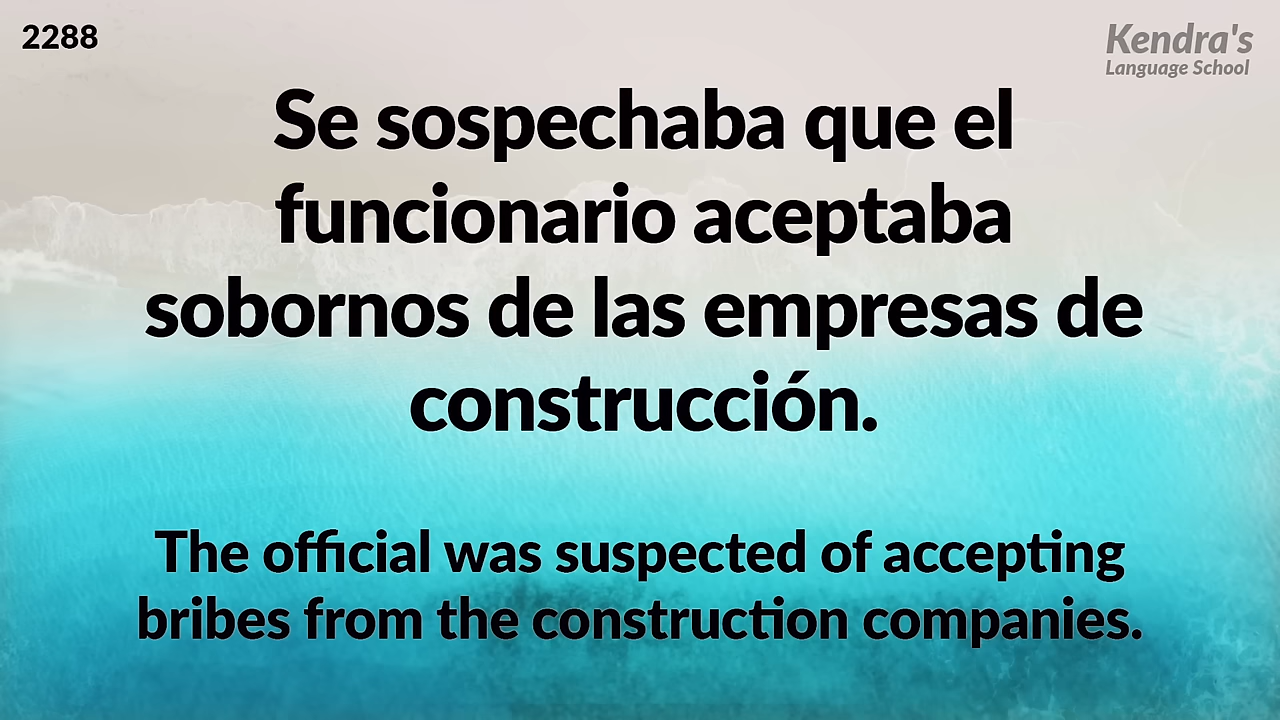 2288
Kendra's
Language School
Se sospechaba que el
funcionario aceptaba
sobornos de las empresas de
construcción.
The official was suspected of accepting
bribes from the construction companies.